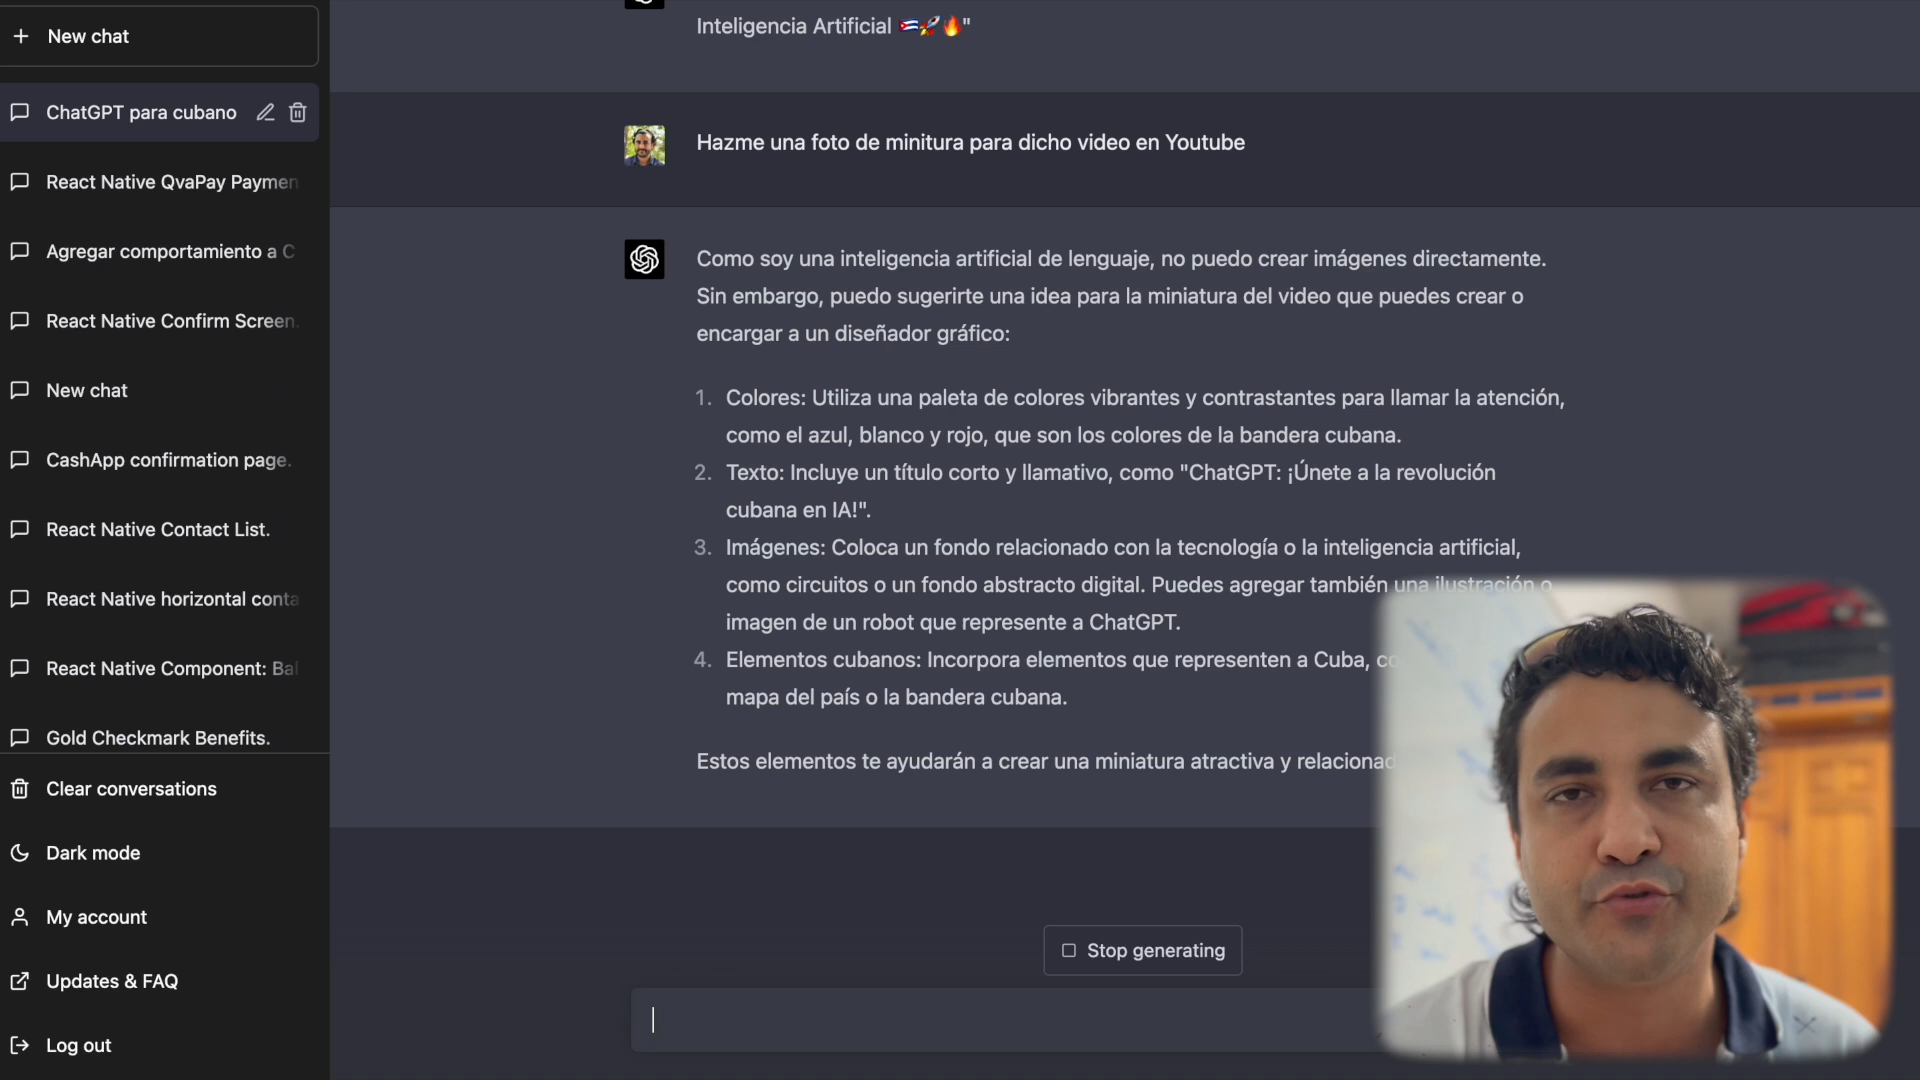 New chat
ChatGPT para cubano
React Native QvaPay Paymen
Agregar comportamiento a C
React Native Confirm Screen.
New chat
CashApp confirmation page.
React Native Contact List.
React Native horizontal conta
React Native Component: Bal
Gold Checkmark Benefits.
Clear conversations
Dark mode
My account
Updates & FAQ
Log out
Inteligencia Artificial 🇨🇺🚀🔥"
Hazme una foto de minitura para dicho video en Youtube
Como soy una inteligencia artificial de lenguaje, no puedo crear imágenes directamente.
Sin embargo, puedo sugerirte una idea para la miniatura del video que puedes crear o
encargar a un diseñador gráfico:
1. Colores: Utiliza una paleta de colores vibrantes y contrastantes para llamar la atención,
como el azul, blanco y rojo, que son los colores de la bandera cubana.
2. Texto: Incluye un título corto y llamativo, como "ChatGPT: ¡Únete a la revolución
cubana en IA!".
3. Imágenes: Coloca un fondo relacionado con la tecnología o la inteligencia artificial,
como circuitos o un fondo abstracto digital. Puedes agregar también una ilustración o
imagen de un robot que represente a ChatGPT.
4. Elementos cubanos: Incorpora elementos que representen a Cuba, co
mapa del país o la bandera cubana.
Estos elementos te ayudarán a crear una miniatura atractiva y relacionad
Stop generating